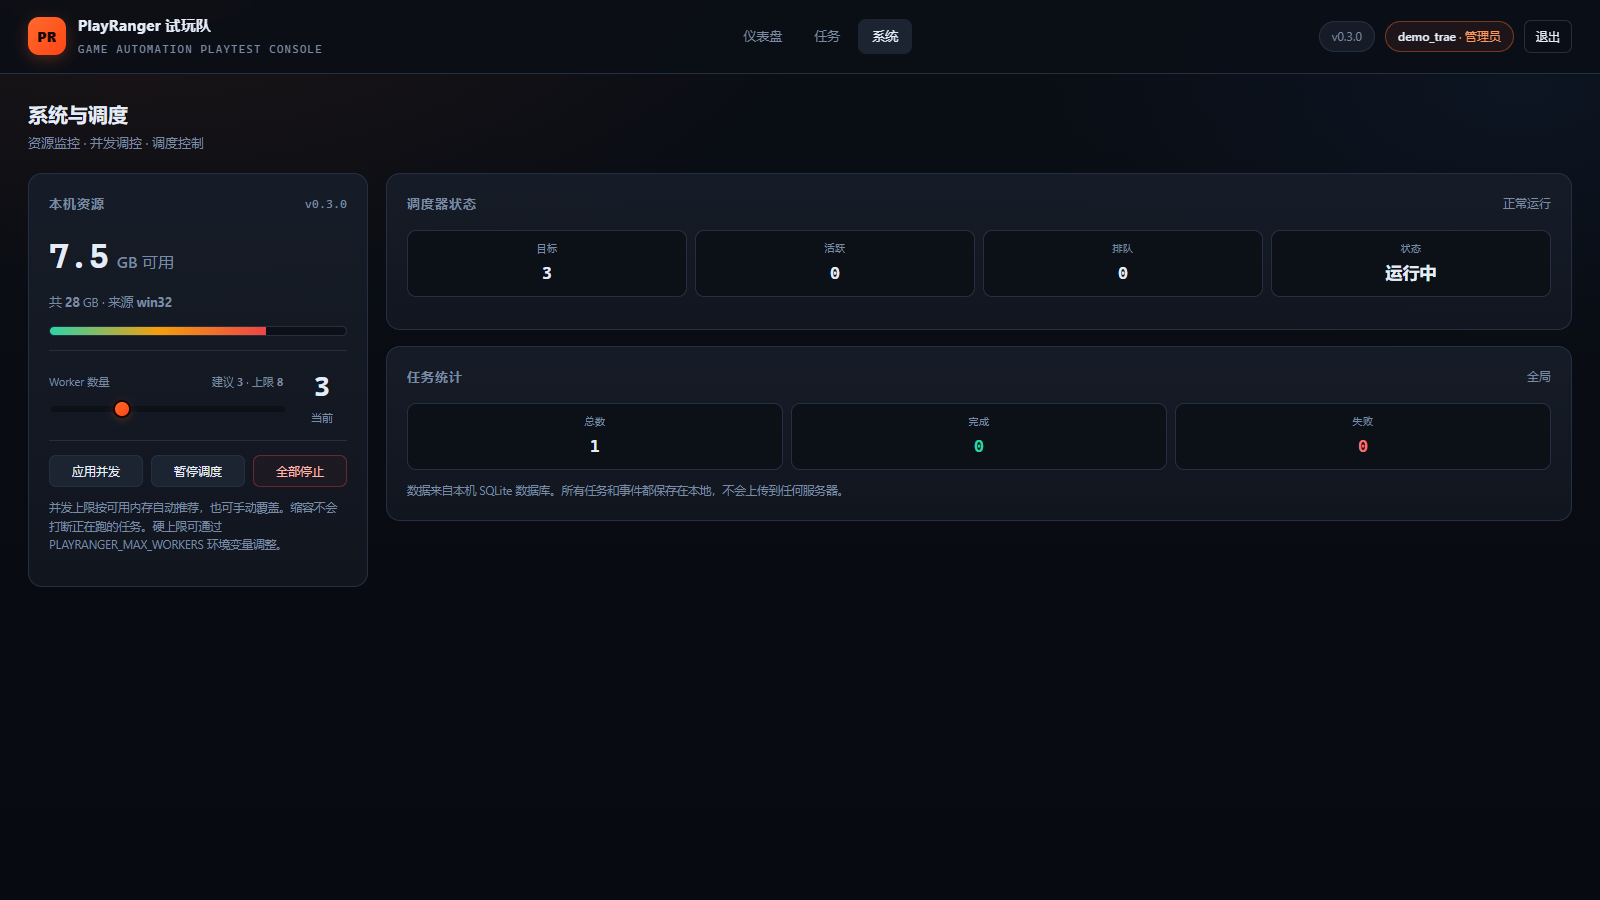 PR
PlayRanger 试玩队
GAME AUTOMATION PLAYTEST CONSOLE
仪表盘
任务
系统
v0.3.0
demo_trae · 管理员
退出
系统与调度
资源监控 · 并发调控 · 调度控制
本机资源
v0.3.0
7.5 GB 可用
共 28 GB · 来源 win32
Worker 数量
建议 3 · 上限 8
3
当前
应用并发
暂停调度
全部停止
并发上限按可用内存自动推荐，也可手动覆盖。缩容不会
打断正在跑的任务。硬上限可通过
PLAYRANGER_MAX_WORKERS 环境变量调整。
调度器状态
正常运行
目标
3
活跃
0
排队
0
状态
运行中
任务统计
全局
总数
1
完成
0
失败
0
数据来自本机 SQLite 数据库。所有任务和事件都保存在本地，不会上传到任何服务器。